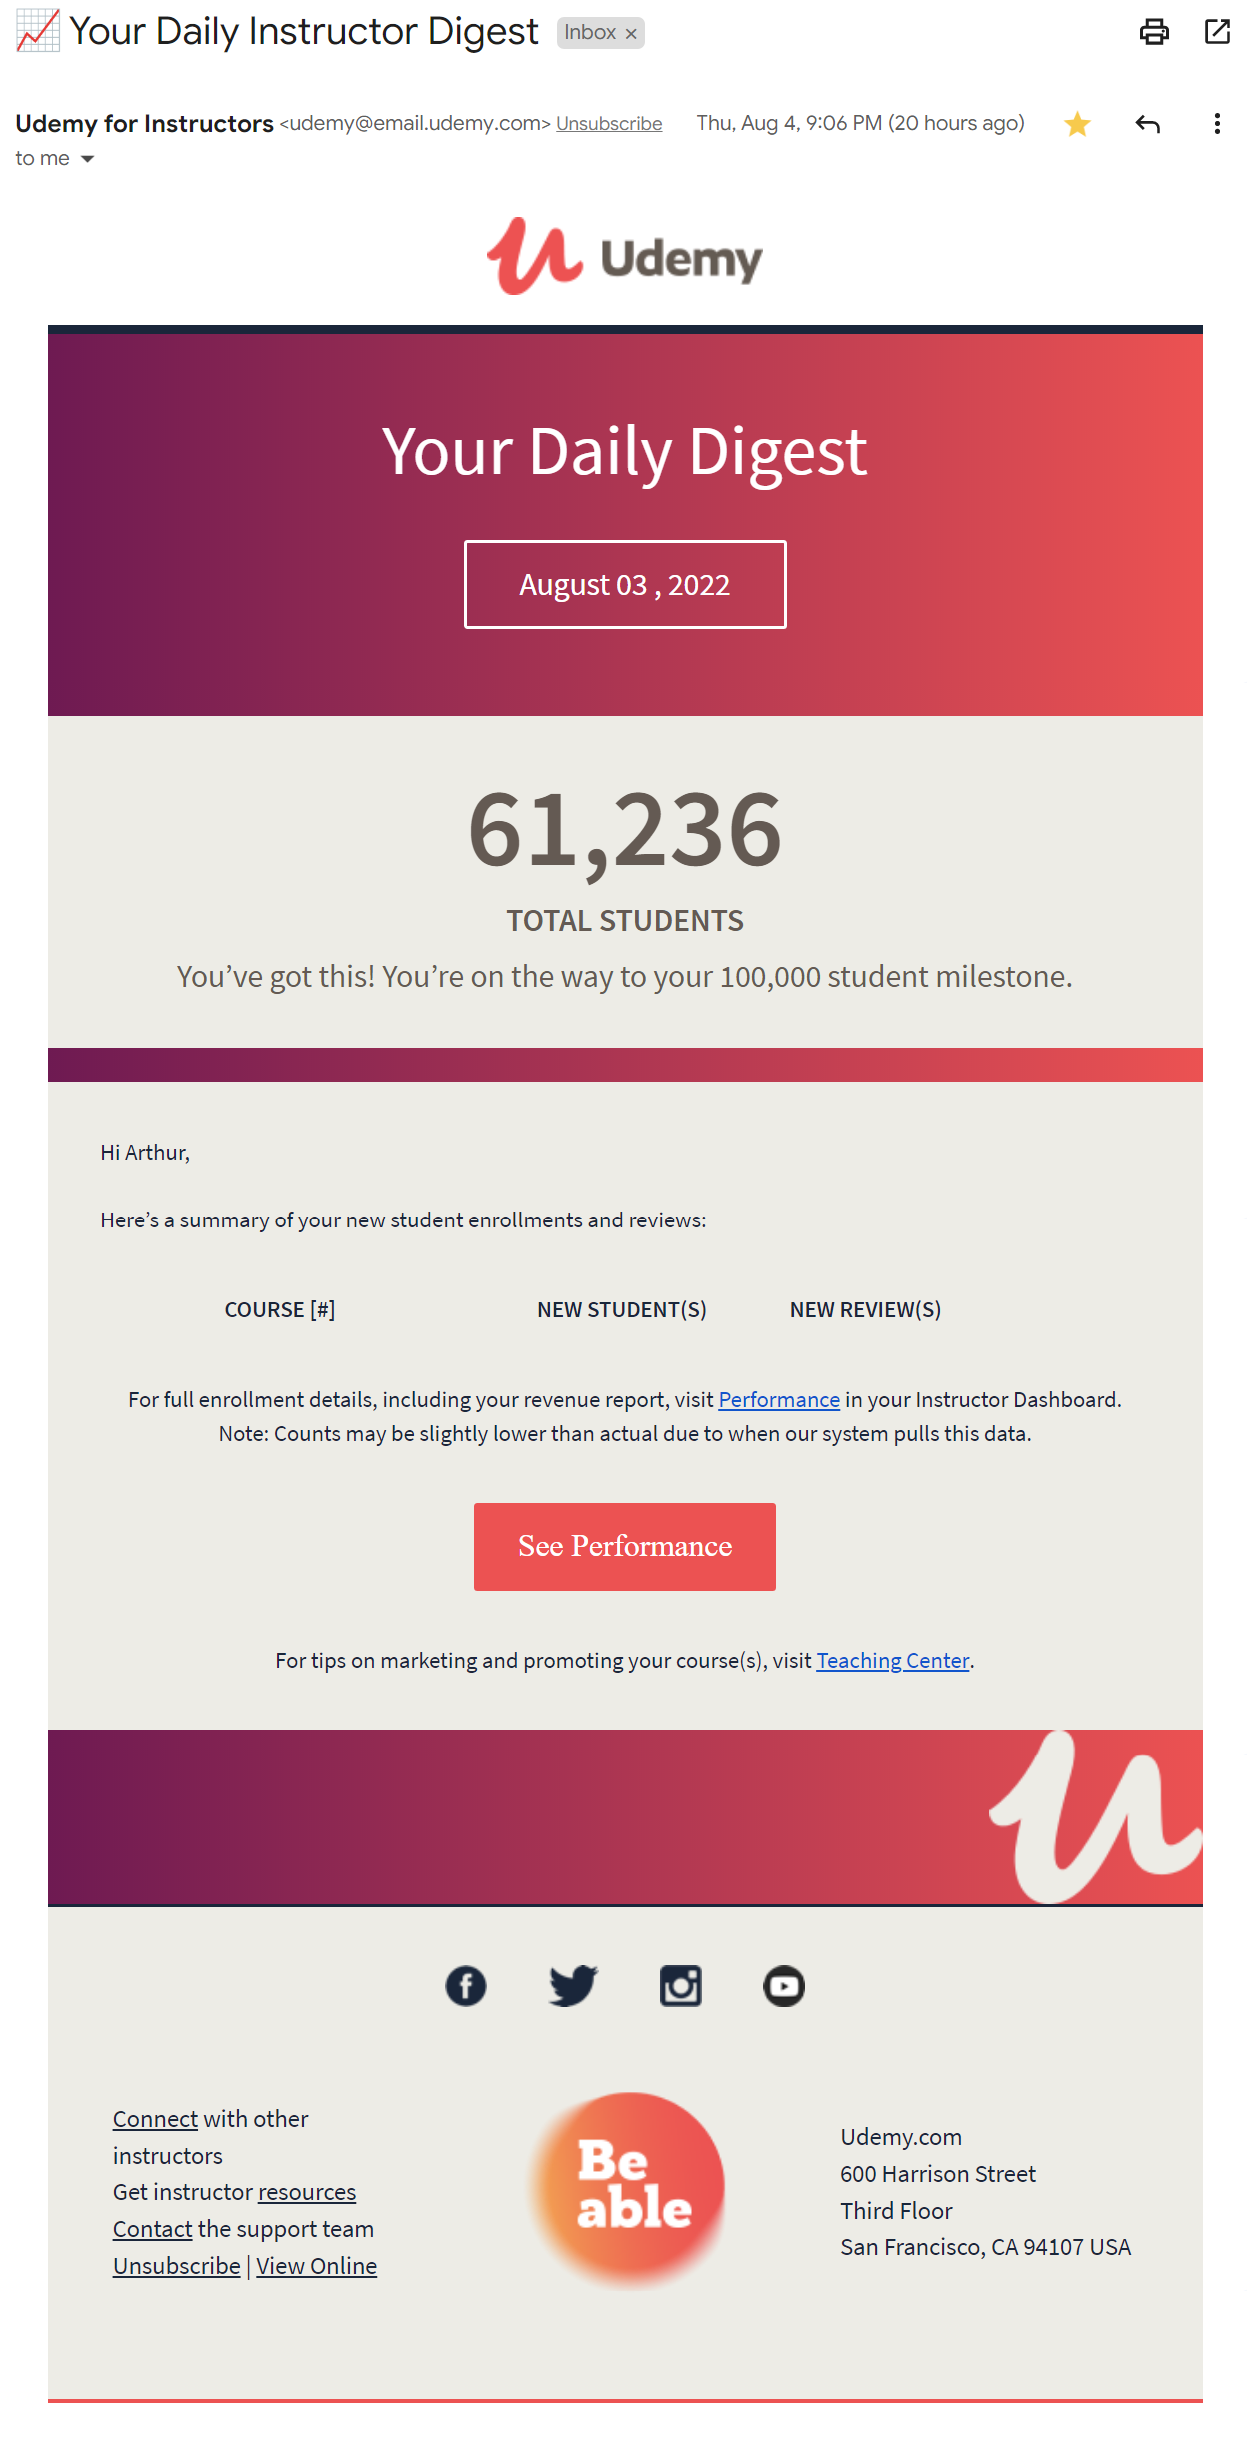 Your Daily Instructor Digest Inbox ×
Udemy for Instructors <udemy@email.udemy.com> Unsubscribe Thu, Aug 4, 9:06 PM (20 hours ago)
to me
Udemy
Your Daily Digest
August 03 , 2022
61,236
TOTAL STUDENTS
You’ve got this! You’re on the way to your 100,000 student milestone.
Hi Arthur,
Here’s a summary of your new student enrollments and reviews:
COURSE [#] NEW STUDENT(S) NEW REVIEW(S)
For full enrollment details, including your revenue report, visit Performance in your Instructor Dashboard.
Note: Counts may be slightly lower than actual due to when our system pulls this data.
See Performance
For tips on marketing and promoting your course(s), visit Teaching Center.
Connect with other
instructors
Get instructor resources
Contact the support team
Unsubscribe | View Online
Be
able
Udemy.com
600 Harrison Street
Third Floor
San Francisco, CA 94107 USA